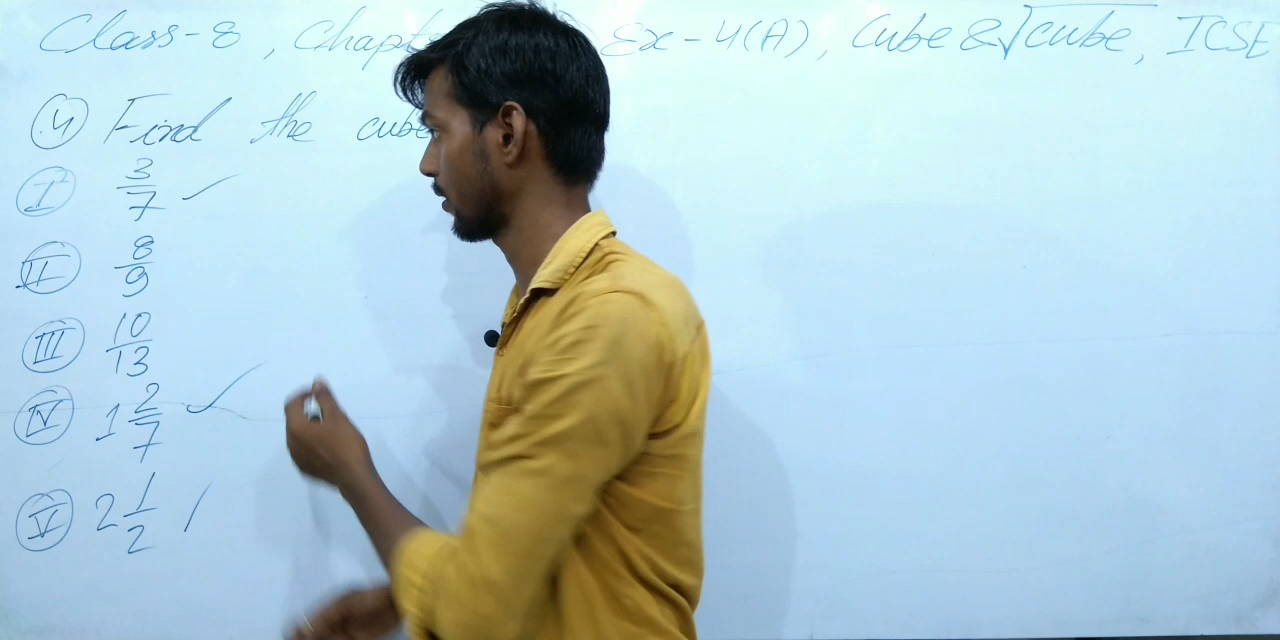 Class-8, Chapt Ex-4(A), Cube &√cube, ICSE
(4) Find the cube
(I) 3/7 ✓
(II) 8/9
(III) 10/13
(IV) 1 2/7 ✓
(V) 2 1/2 /